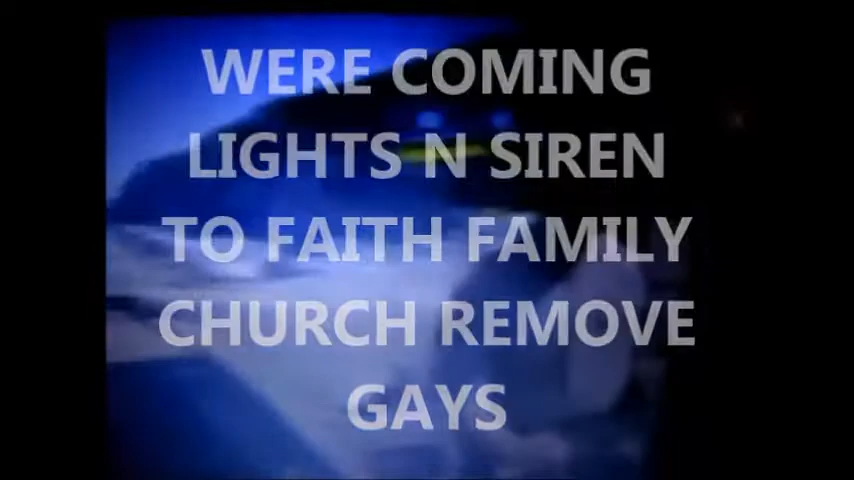 WERE COMING
LIGHTS N SIREN
TO FAITH FAMILY
CHURCH REMOVE
GAYS